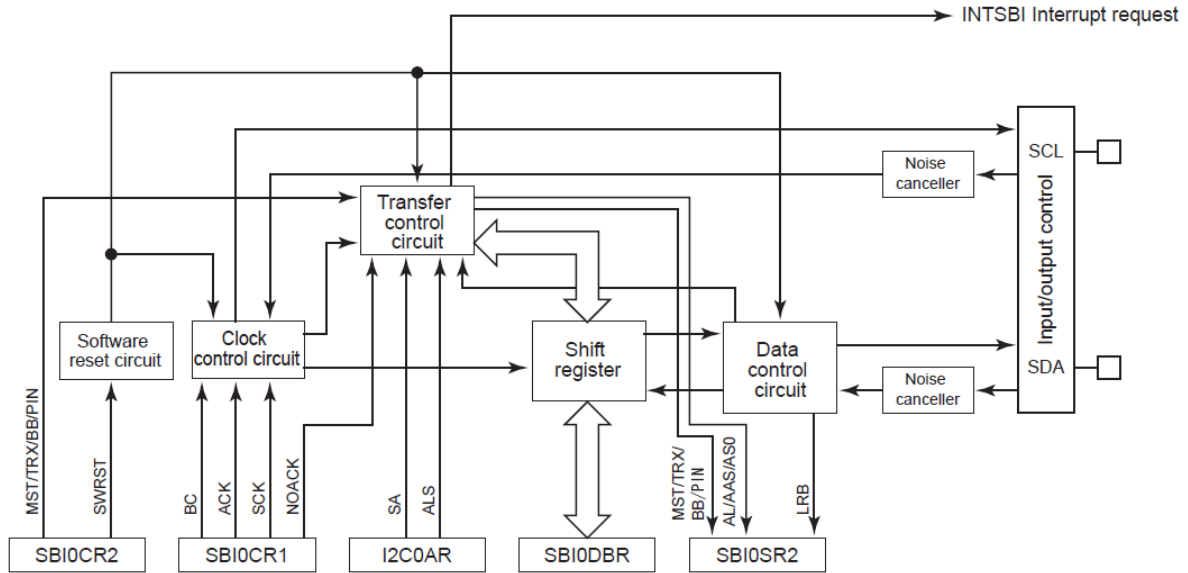 INTSBI Interrupt request
SCL
Input/output control
SDA
Noise
canceller
Transfer
control
circuit
Software
reset circuit
Clock
control circuit
Shift
register
Data
control
circuit
Noise
canceller
MST/TRX/BB/PIN
SWRST
BC
ACK
SCK
NOACK
SA
ALS
MST/TRX/
BB/PIN
AL/AAS/AS0
LRB
SBI0CR2
SBI0CR1
I2C0AR
SBI0DBR
SBI0SR2